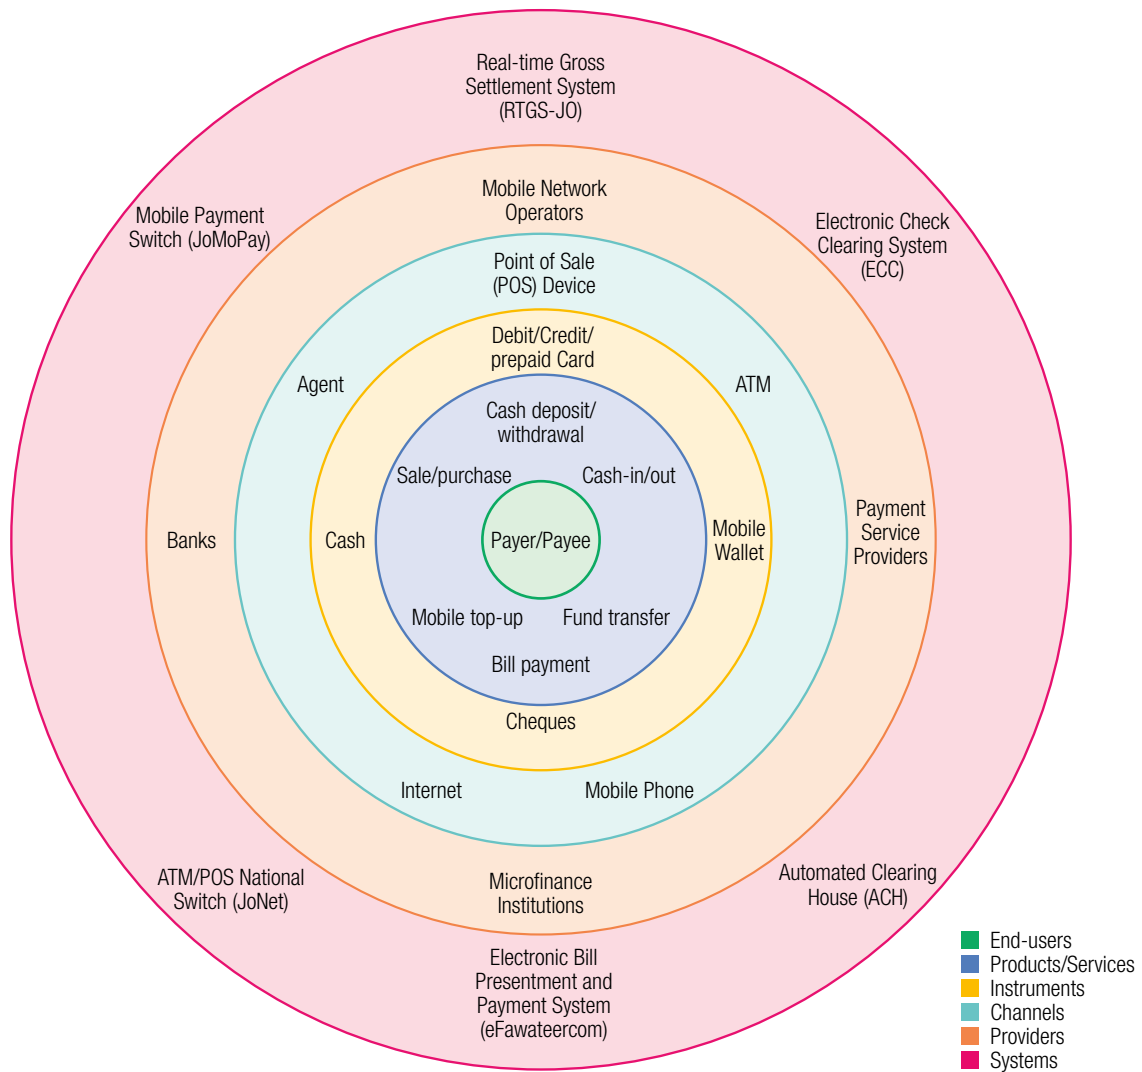 Real-time Gross
Settlement System
(RTGS-JO)
Mobile Network
Operators
Mobile Payment
Switch (JoMoPay)
Electronic Check
Clearing System
(ECC)
Point of Sale
(POS) Device
Debit/Credit/
prepaid Card
Agent
ATM
Cash deposit/
withdrawal
Sale/purchase
Cash-in/out
Banks
Cash
Payer/Payee
Mobile
Wallet
Payment
Service
Providers
Mobile top-up
Fund transfer
Bill payment
Cheques
Internet
Mobile Phone
ATM/POS National
Switch (JoNet)
Microfinance
Institutions
Automated Clearing
House (ACH)
Electronic Bill
Presentment and
Payment System
(eFawateercom)
End-users
Products/Services
Instruments
Channels
Providers
Systems